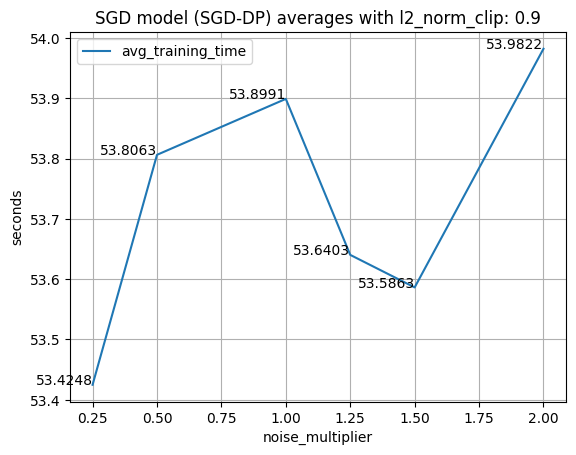 SGD model (SGD-DP) averages with l2_norm_clip: 0.9
avg_training_time
54.0
53.9
53.8
53.7
53.6
53.5
53.4
seconds
53.4248
53.8063
53.8991
53.6403
53.5863
53.9822
0.25 0.50 0.75 1.00 1.25 1.50 1.75 2.00
noise_multiplier